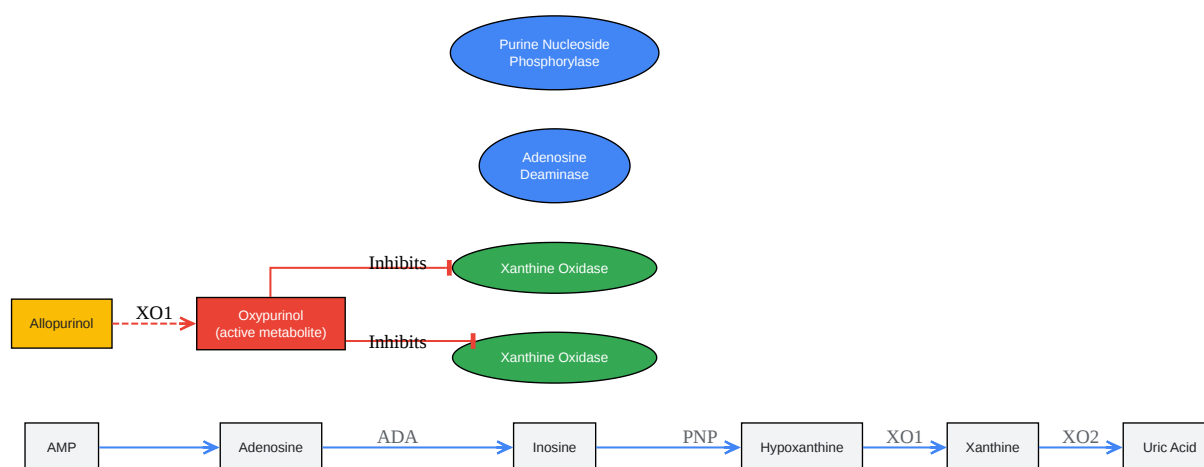 Purine Nucleoside
Phosphorylase
Adenosine
Deaminase
Inhibits
Xanthine Oxidase
Allopurinol
XO1
Oxypurinol
(active metabolite)
Inhibits
Xanthine Oxidase
AMP
Adenosine
ADA
Inosine
PNP
Hypoxanthine
XO1
Xanthine
XO2
Uric Acid